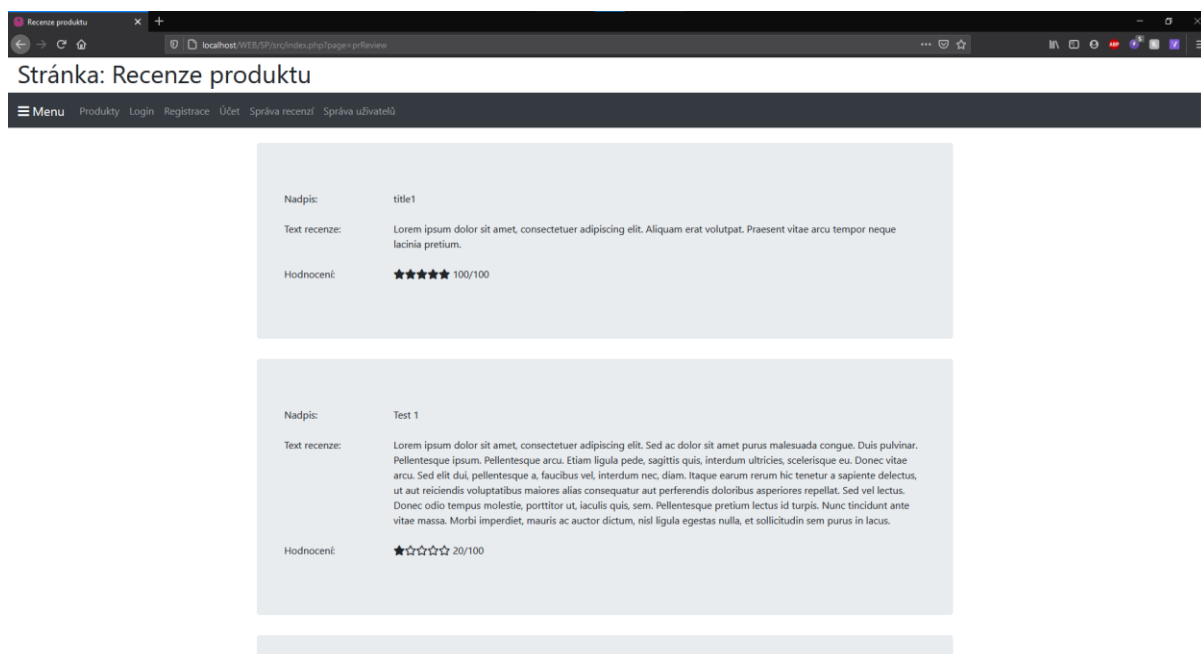 Recenze produktu
localhost/WEB/SP/src/index.php?page=prReview
Stránka: Recenze produktu
Menu Produkty Login Registrace Účet Správa recenzí Správa uživatelů
Nadpis: title1
Text recenze: Lorem ipsum dolor sit amet, consectetuer adipiscing elit. Aliquam erat volutpat. Praesent vitae arcu tempor neque
lacinia pretium.
Hodnocení: ★★★★★ 100/100
Nadpis: Test 1
Text recenze: Lorem ipsum dolor sit amet, consectetuer adipiscing elit. Sed ac dolor sit amet purus malesuada congue. Duis pulvinar.
Pellentesque ipsum. Pellentesque arcu. Etiam ligula pede, sagittis quis, interdum ultricies, scelerisque eu. Donec vitae
arcu. Sed elit dui, pellentesque a, faucibus vel, interdum nec, diam. Itaque earum rerum hic tenetur a sapiente delectus,
ut aut reiciendis voluptatibus maiores alias consequatur aut perferendis doloribus asperiores repellat. Sed vel lectus.
Donec odio tempus molestie, porttitor ut, iaculis quis, sem. Pellentesque pretium lectus id turpis. Nunc tincidunt ante
vitae massa. Morbi imperdiet, mauris ac auctor dictum, nisl ligula egestas nulla, et sollicitudin sem purus in lacus.
Hodnocení: ★☆☆☆☆ 20/100